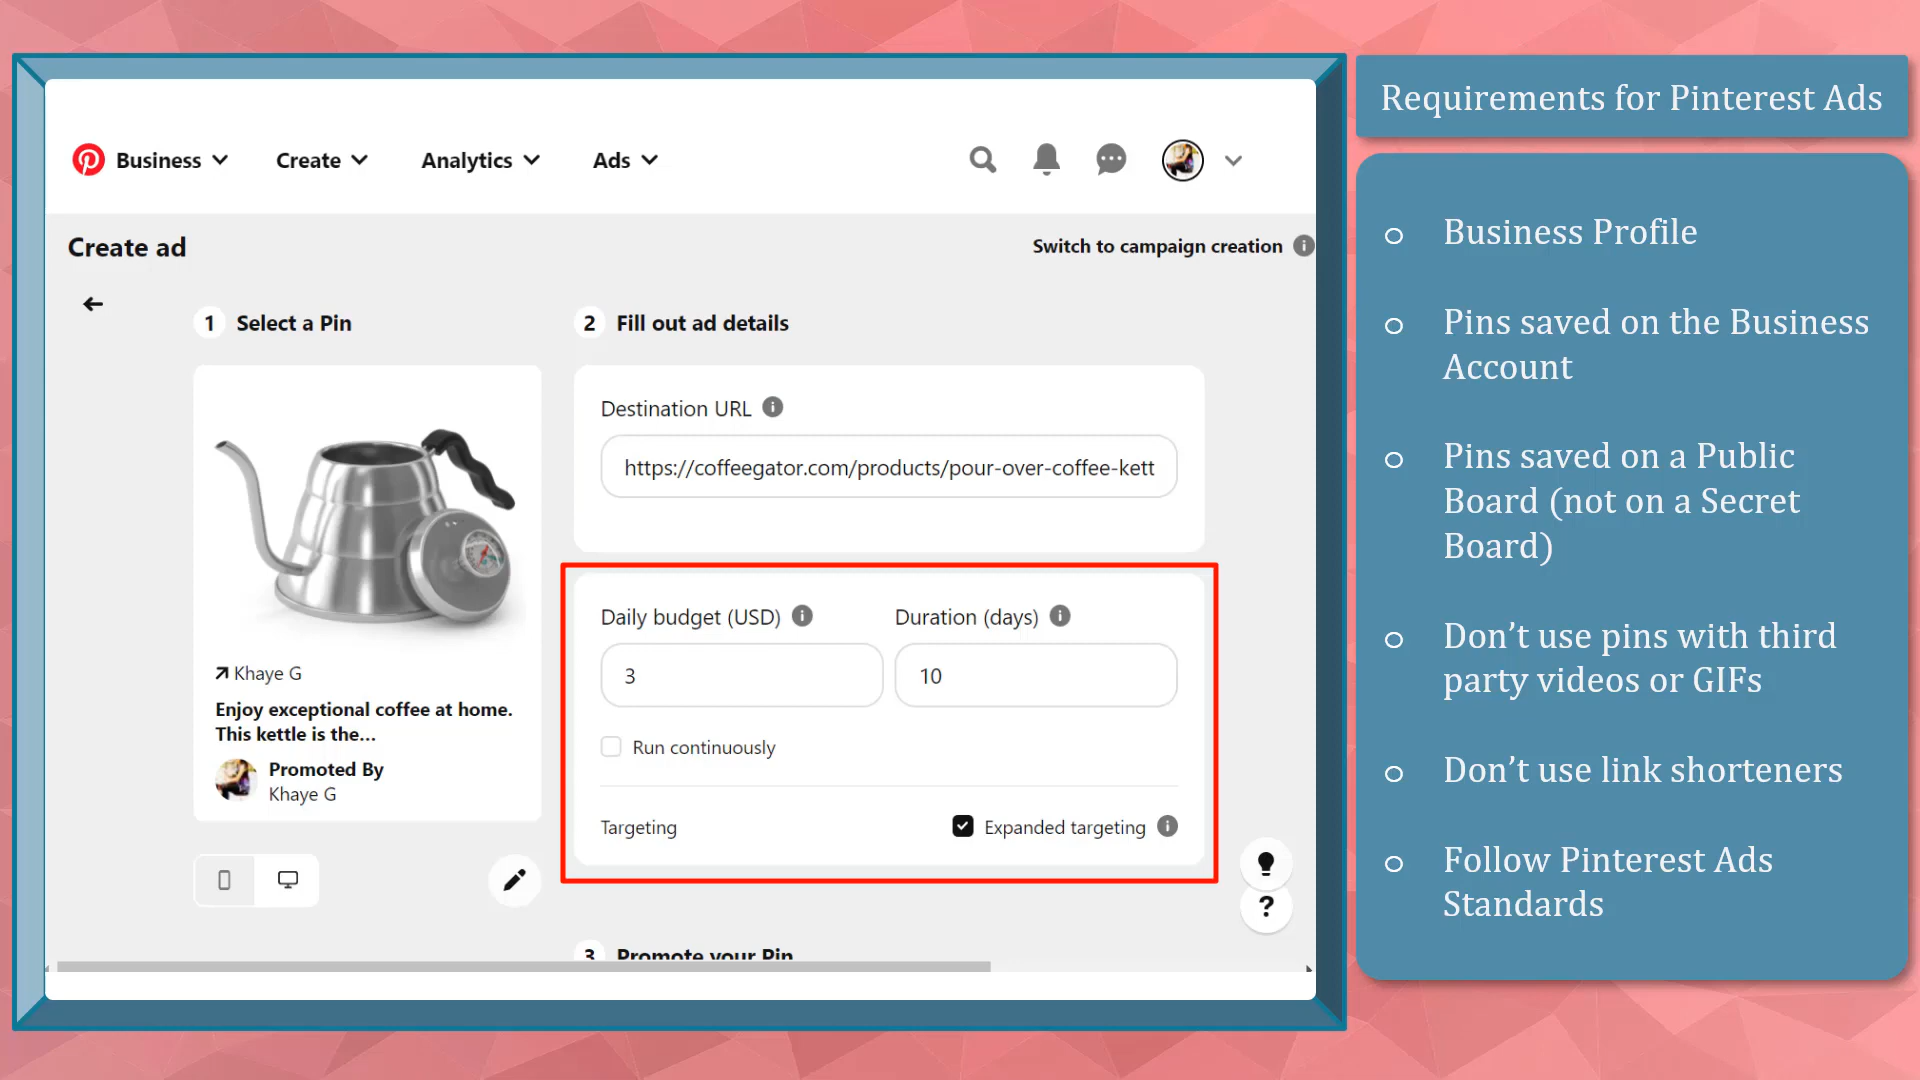 Requirements for Pinterest Ads
Business
Create
Analytics
Ads
Create ad
Switch to campaign creation
1 Select a Pin
2 Fill out ad details
Destination URL
https://coffeegator.com/products/pour-over-coffee-kett
Daily budget (USD)
Duration (days)
3
10
Run continuously
Targeting
Expanded targeting
Khaye G
Enjoy exceptional coffee at home.
This kettle is the...
Promoted By
Khaye G
?
3 Promote your Pin
Business Profile
Pins saved on the Business
Account
Pins saved on a Public
Board (not on a Secret
Board)
Don’t use pins with third
party videos or GIFs
Don’t use link shorteners
Follow Pinterest Ads
Standards